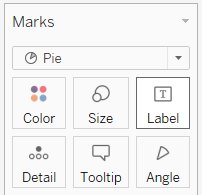 Marks
Pie
Color Size Label
Detail Tooltip Angle